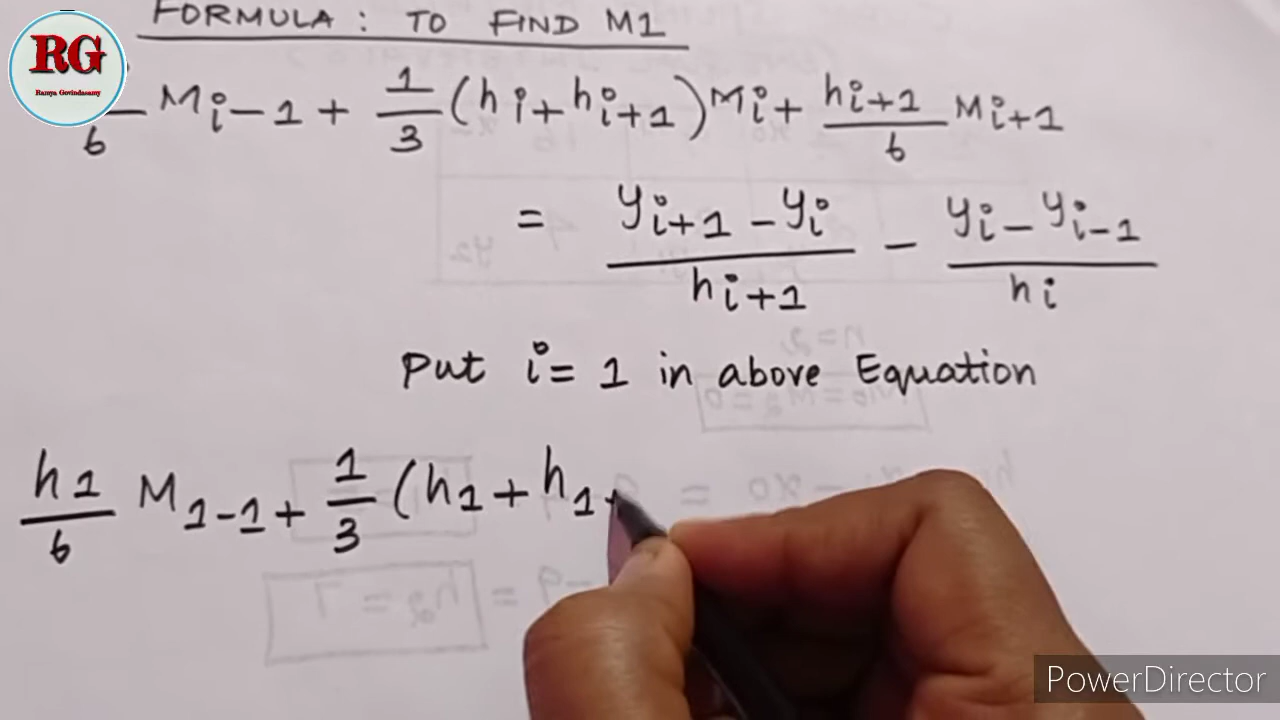 FORMULA : TO FIND M1
RG
Ramya Govindasamy
6 Mi-1 + 1/3 (hi + hi+1) Mi + hi+1/6 Mi+1
= yi+1 - yi / hi+1 - yi - yi-1 / hi
Put i = 1 in above Equation
h1/6 M1-1 + 1/3 (h1 + h1+
PowerDirector